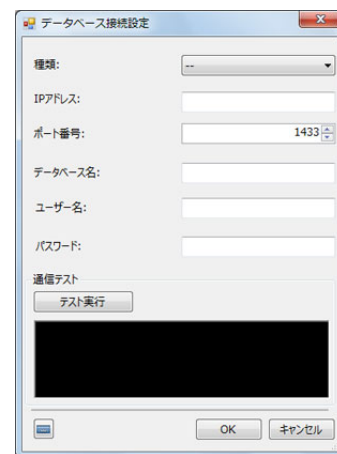 データベース接続設定
種類:
--
IPアドレス:
ポート番号:
1433
データベース名:
ユーザー名:
パスワード:
通信テスト
テスト実行
OK
キャンセル